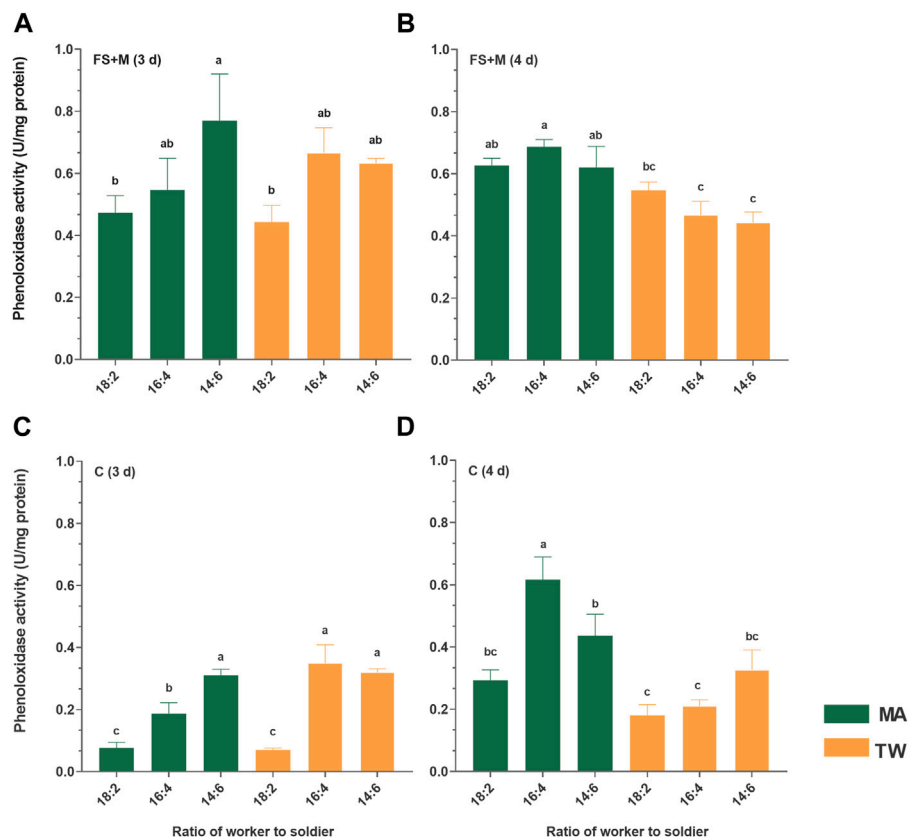 A
B
Phenoloxidase activity (U/mg protein)
1.0
0.8
0.6
0.4
0.2
0.0
FS+M (3 d)
b
ab
a
b
ab
ab
18:2
16:4
14:6
18:2
16:4
14:6
1.0
0.8
0.6
0.4
0.2
0.0
FS+M (4 d)
ab
a
ab
bc
c
c
18:2
16:4
14:6
18:2
16:4
14:6
C
D
Phenoloxidase activity (U/mg protein)
1.0
0.8
0.6
0.4
0.2
0.0
C (3 d)
c
b
a
c
a
a
18:2
16:4
14:6
18:2
16:4
14:6
Ratio of worker to soldier
1.0
0.8
0.6
0.4
0.2
0.0
C (4 d)
bc
a
b
c
c
bc
18:2
16:4
14:6
18:2
16:4
14:6
Ratio of worker to soldier
MA
TW